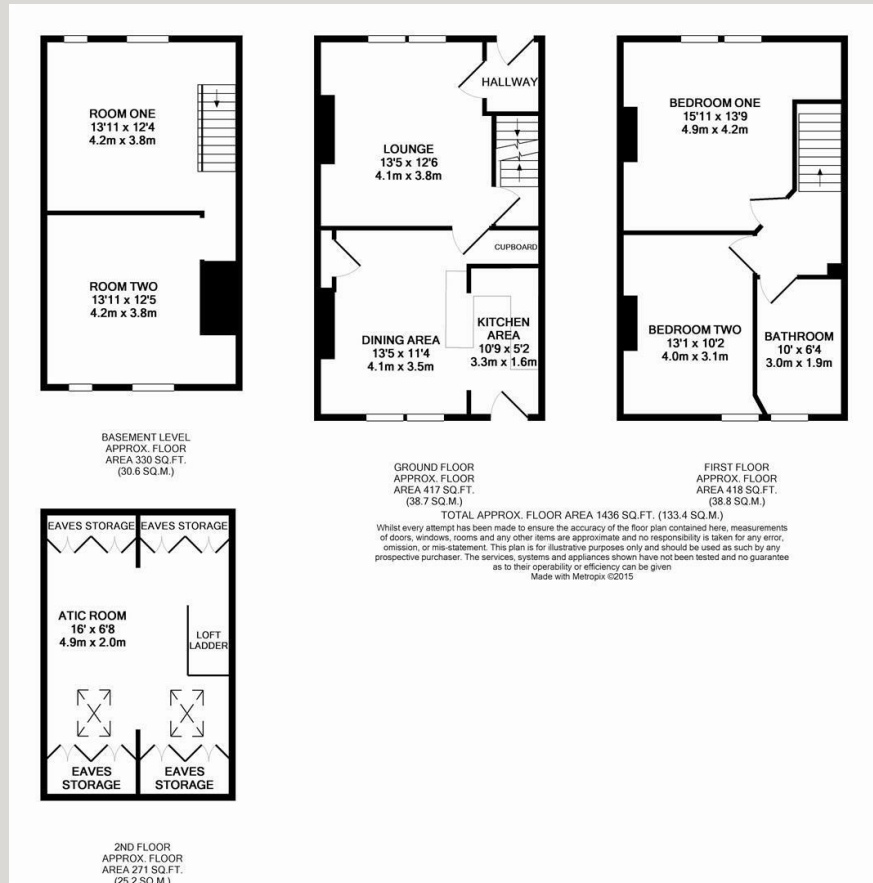 ROOM ONE
13'11 x 12'4
4.2m x 3.8m
ROOM TWO
13'11 x 12'5
4.2m x 3.8m
BASEMENT LEVEL
APPROX. FLOOR
AREA 330 SQ.FT.
(30.6 SQ.M.)
HALLWAY
LOUNGE
13'5 x 12'6
4.1m x 3.8m
CUPBOARD
DINING AREA
13'5 x 11'4
4.1m x 3.5m
KITCHEN
AREA
10'9 x 5'2
3.3m x 1.6m
GROUND FLOOR
APPROX. FLOOR
AREA 417 SQ.FT.
(38.7 SQ.M.)
BEDROOM ONE
15'11 x 13'9
4.9m x 4.2m
BEDROOM TWO
13'1 x 10'2
4.0m x 3.1m
BATHROOM
10' x 6'4
3.0m x 1.9m
FIRST FLOOR
APPROX. FLOOR
AREA 418 SQ.FT.
(38.8 SQ.M.)
TOTAL APPROX. FLOOR AREA 1436 SQ.FT. (133.4 SQ.M.)
Whilst every attempt has been made to ensure the accuracy of the floor plan contained here, measurements
of doors, windows, rooms and any other items are approximate and no responsibility is taken for any error,
omission, or mis-statement. This plan is for illustrative purposes only and should be used as such by any
prospective purchaser. The services, systems and appliances shown have not been tested and no guarantee
as to their operability or efficiency can be given
Made with Metropix ©2015
EAVES STORAGE
EAVES STORAGE
ATIC ROOM
16' x 6'8
4.9m x 2.0m
LOFT
LADDER
EAVES
STORAGE
EAVES
STORAGE
2ND FLOOR
APPROX. FLOOR
AREA 271 SQ.FT.
(25.2 SQ.M.)